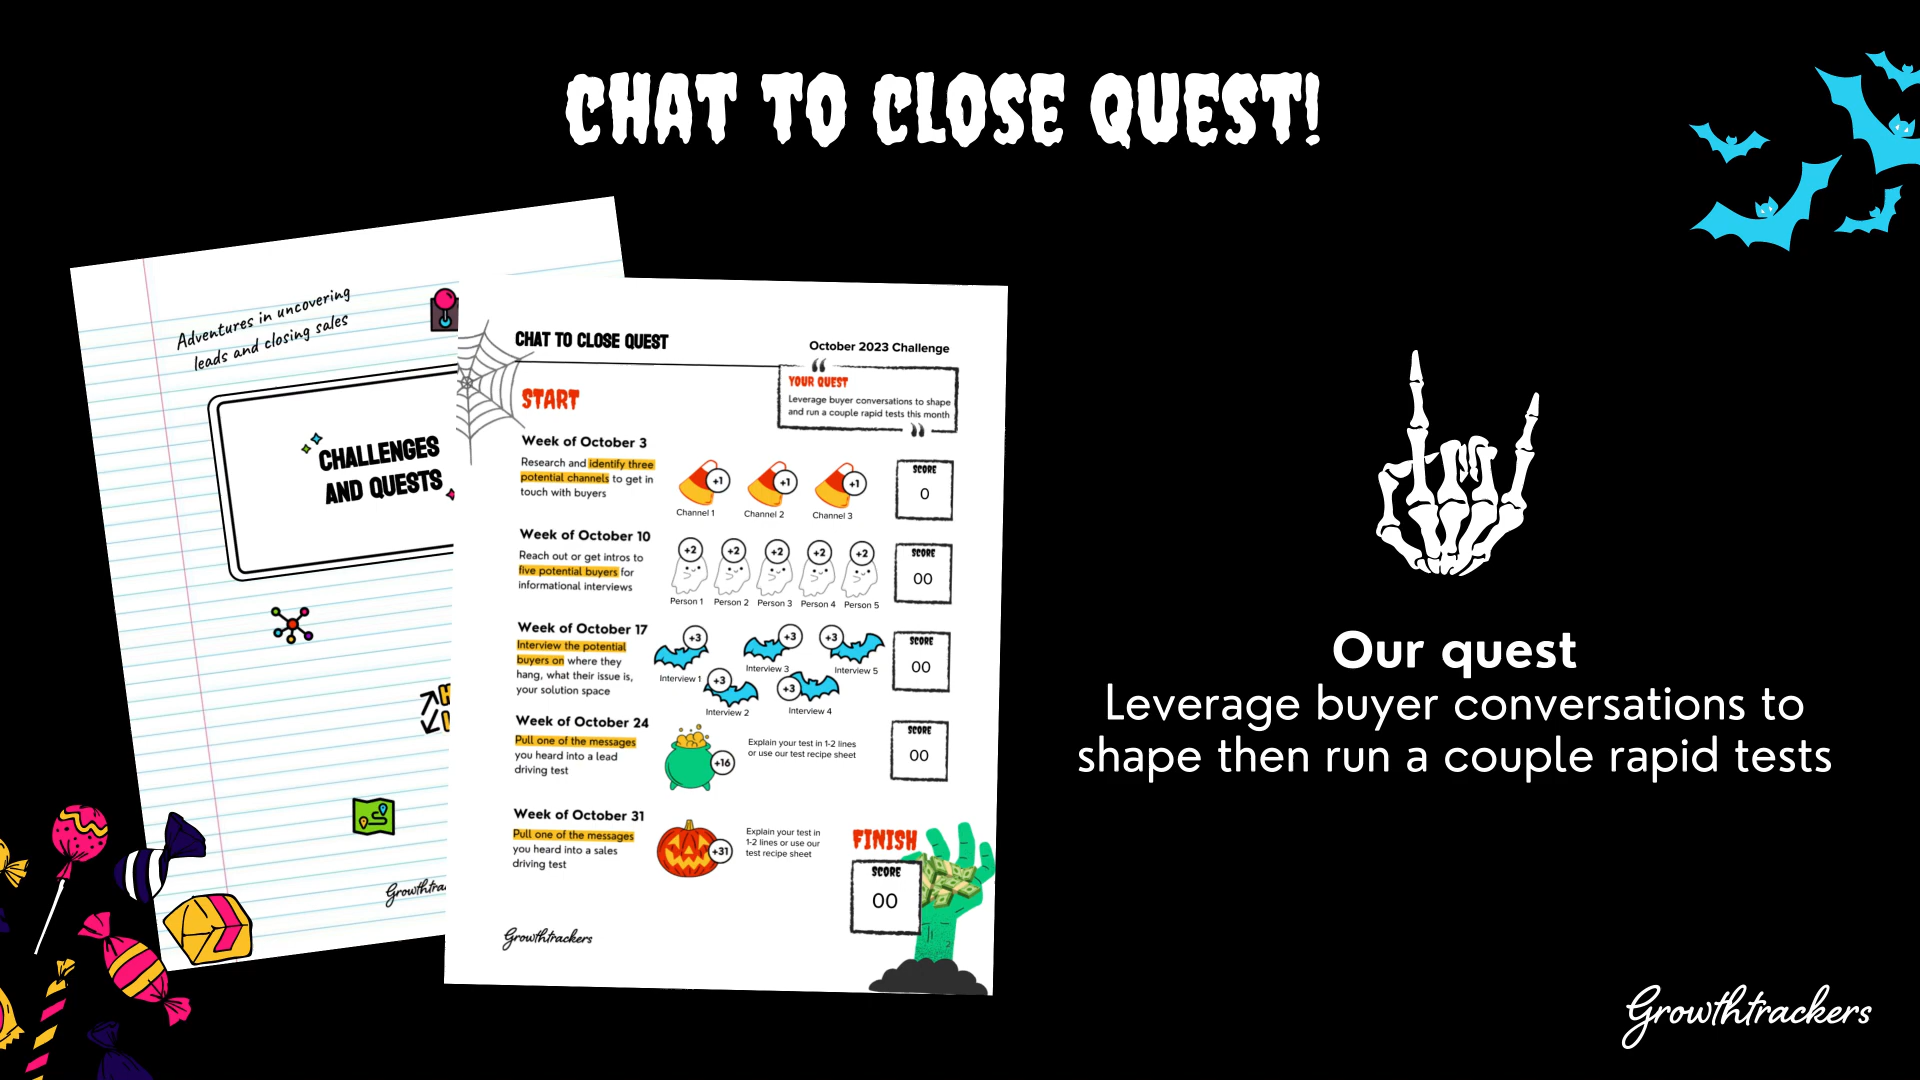 CHAT TO CLOSE QUEST!
Adventures in uncovering
leads and closing sales
CHALLENGES
AND QUESTS
CHAT TO CLOSE QUEST
October 2023 Challenge
START
“
YOUR QUEST
Leverage buyer conversations to shape
and run a couple rapid tests this month
”
Week of October 3
Research and identify three
potential channels to get in
touch with buyers
+1
+1
+1
Channel 1
Channel 2
Channel 3
SCORE
0
Week of October 10
Reach out or get intros to
five potential buyers for
informational interviews
+2
+2
+2
+2
+2
Person 1
Person 2
Person 3
Person 4
Person 5
SCORE
00
Week of October 17
Interview the potential
buyers on where they
hang, what their issue is,
your solution space
+3
+3
+3
+3
+3
Interview 1
Interview 2
Interview 3
Interview 4
Interview 5
SCORE
00
Week of October 24
Pull one of the messages
you heard into a lead
driving test
+16
Explain your test in 1-2 lines
or use our test recipe sheet
SCORE
00
Week of October 31
Pull one of the messages
you heard into a sales
driving test
+31
Explain your test in
1-2 lines or use our
test recipe sheet
FINISH
SCORE
00
Growthtrackers
Our quest
Leverage buyer conversations to
shape then run a couple rapid tests
Growthtrackers